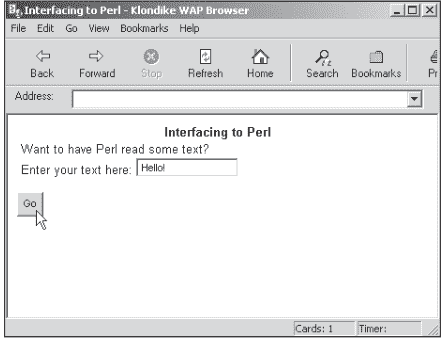 Interfacing to Perl - Klondike WAP Browser
File Edit Go View Bookmarks Help
Back Forward Stop Refresh Home Search Bookmarks Pr
Address:
Interfacing to Perl
Want to have Perl read some text?
Enter your text here: Hello!
Go
Cards: 1 Timer: